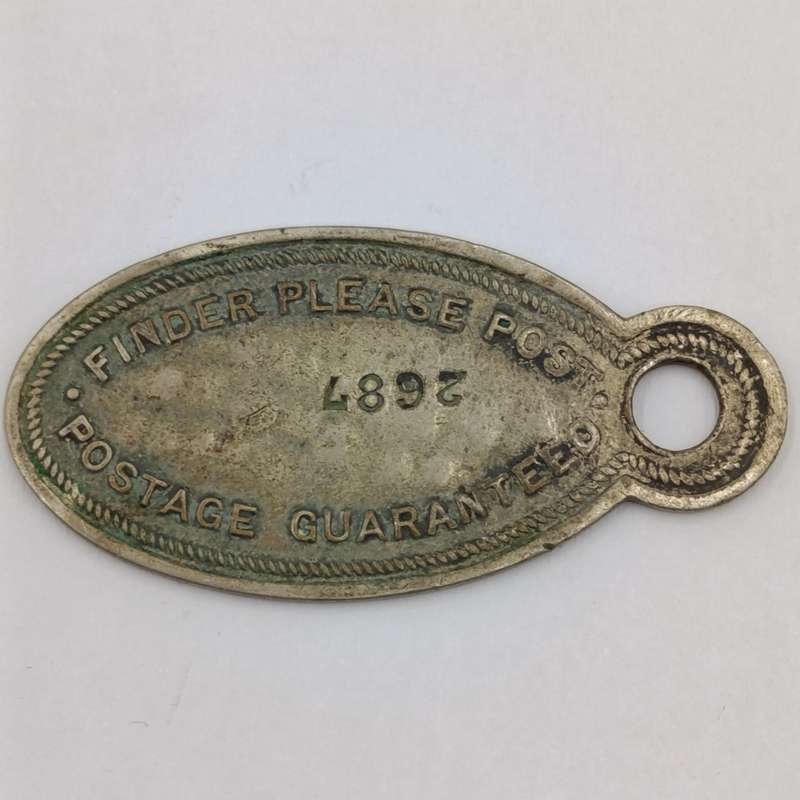 FINDER PLEASE POST
2687
POSTAGE GUARANTEED